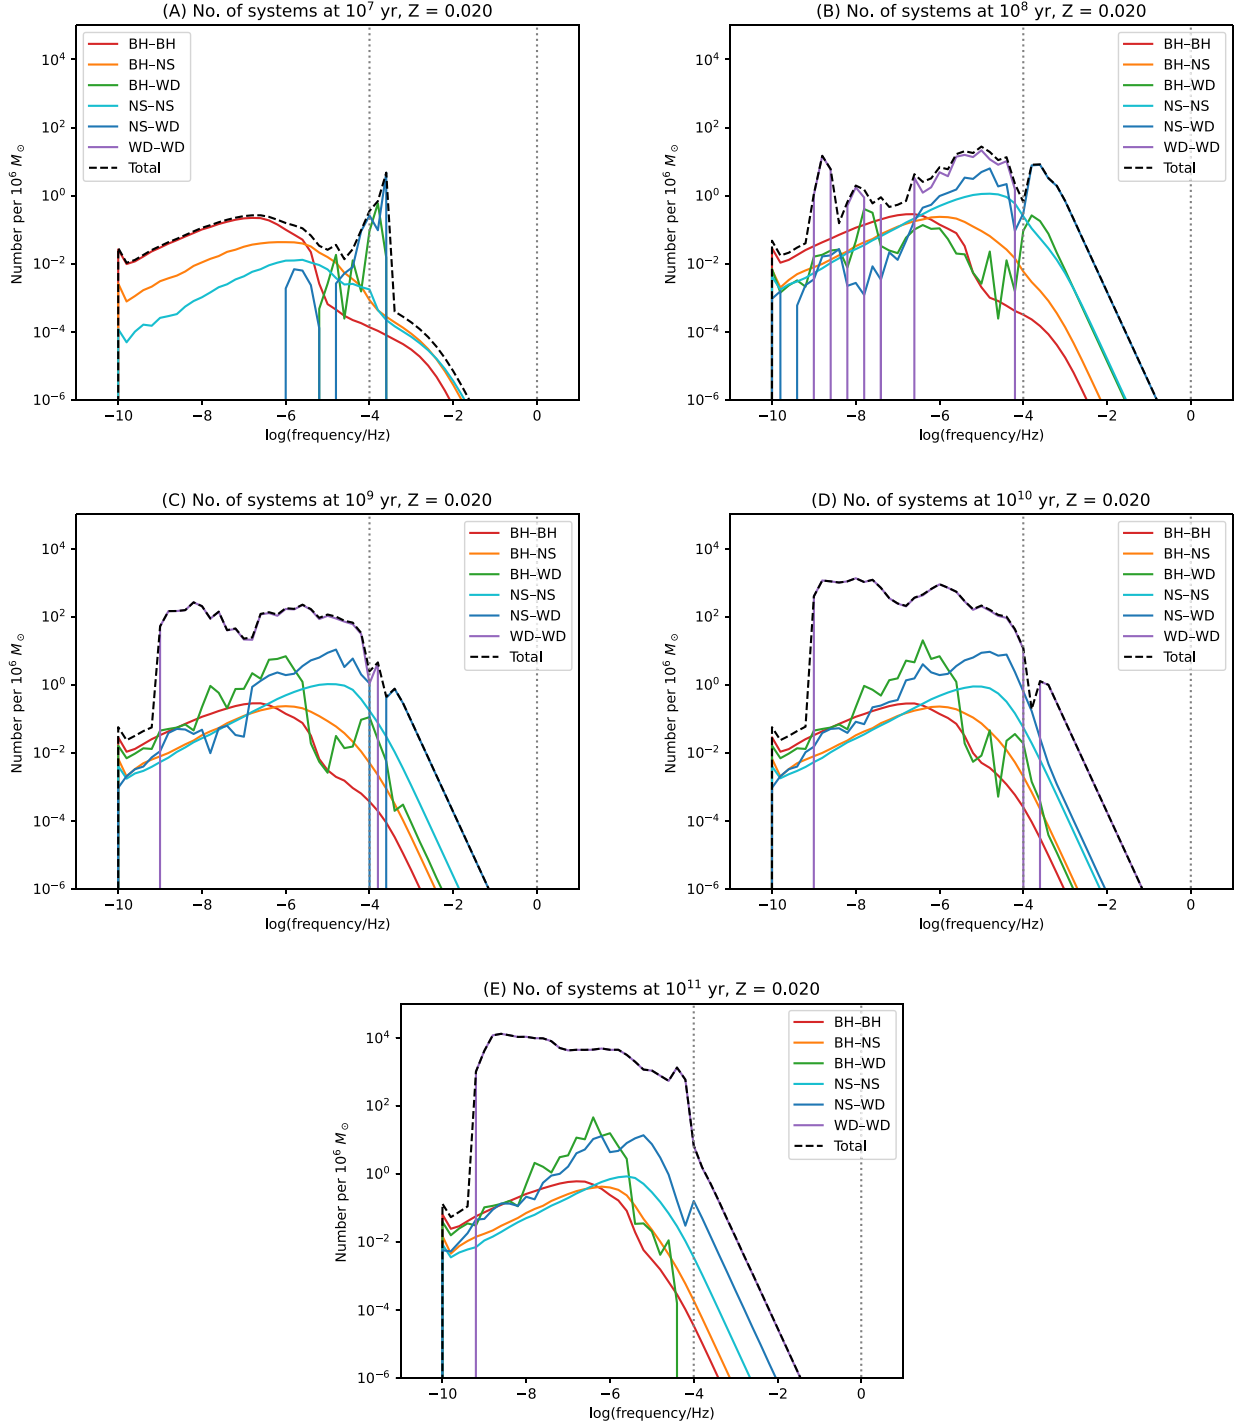 (A) No. of systems at 10⁷ yr, Z = 0.020
Number per 10⁶ M☉
10⁴
10²
10⁰
10⁻²
10⁻⁴
10⁻⁶
BH–BH
BH–NS
BH–WD
NS–NS
NS–WD
WD–WD
Total
−10 −8 −6 −4 −2 0
log(frequency/Hz)
(B) No. of systems at 10⁸ yr, Z = 0.020
Number per 10⁶ M☉
10⁴
10²
10⁰
10⁻²
10⁻⁴
10⁻⁶
BH–BH
BH–NS
BH–WD
NS–NS
NS–WD
WD–WD
Total
−10 −8 −6 −4 −2 0
log(frequency/Hz)
(C) No. of systems at 10⁹ yr, Z = 0.020
Number per 10⁶ M☉
10⁴
10²
10⁰
10⁻²
10⁻⁴
10⁻⁶
BH–BH
BH–NS
BH–WD
NS–NS
NS–WD
WD–WD
Total
−10 −8 −6 −4 −2 0
log(frequency/Hz)
(D) No. of systems at 10¹⁰ yr, Z = 0.020
Number per 10⁶ M☉
10⁴
10²
10⁰
10⁻²
10⁻⁴
10⁻⁶
BH–BH
BH–NS
BH–WD
NS–NS
NS–WD
WD–WD
Total
−10 −8 −6 −4 −2 0
log(frequency/Hz)
(E) No. of systems at 10¹¹ yr, Z = 0.020
Number per 10⁶ M☉
10⁴
10²
10⁰
10⁻²
10⁻⁴
10⁻⁶
BH–BH
BH–NS
BH–WD
NS–NS
NS–WD
WD–WD
Total
−10 −8 −6 −4 −2 0
log(frequency/Hz)